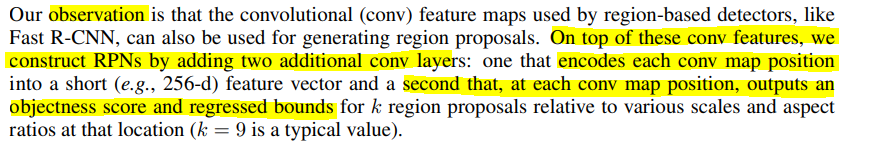 Our observation is that the convolutional (conv) feature maps used by region-based detectors, like
Fast R-CNN, can also be used for generating region proposals. On top of these conv features, we
construct RPNs by adding two additional conv layers: one that encodes each conv map position
into a short (e.g., 256-d) feature vector and a second that, at each conv map position, outputs an
objectness score and regressed bounds for k region proposals relative to various scales and aspect
ratios at that location (k = 9 is a typical value).